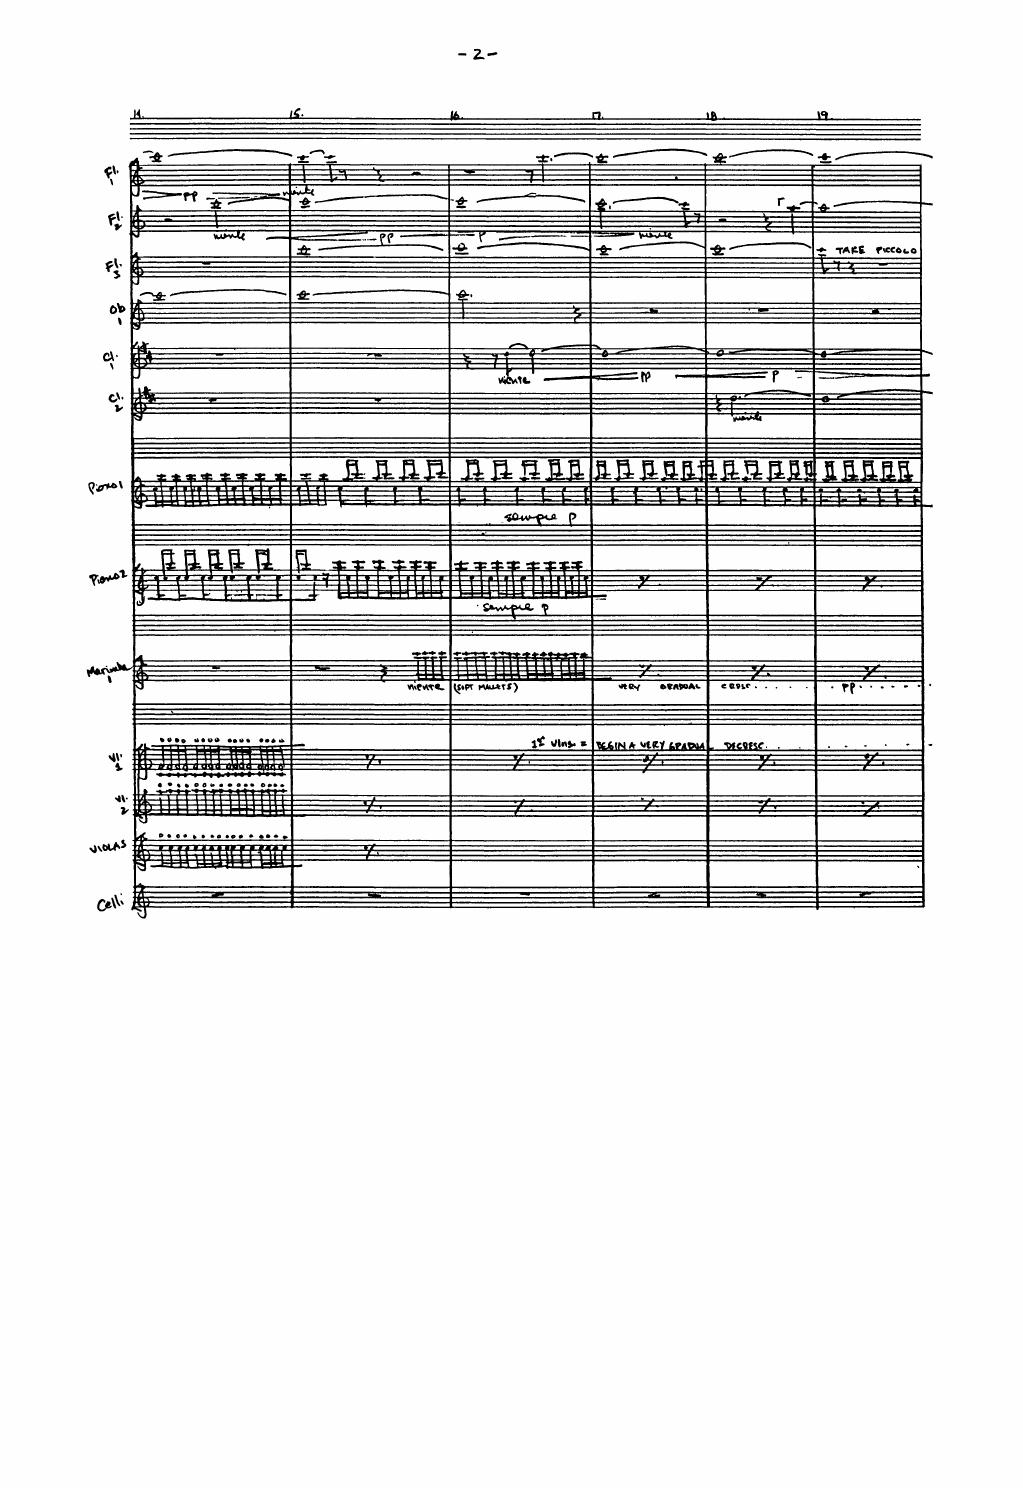 -2-
14. 15. 16. 17. 18 19
Fl. 1
pp niente
Fl. 2
niente pp p niente
Fl. 3
TAKE PICCOLO
Ob 1
Cl. 1
niente pp p
Cl. 2
niente
Piano 1
sempre p
Piano 2
sempre p
Marimba 1
NIENTE (SOFT MALLETS) VERY GRADUAL CRESC. . . . . . . . . pp. . . . . .
1st Vlns = BEGIN A VERY GRADUAL DECRESC. . . . . .
Vl. 1
Vl. 2
VIOLAS
Celli